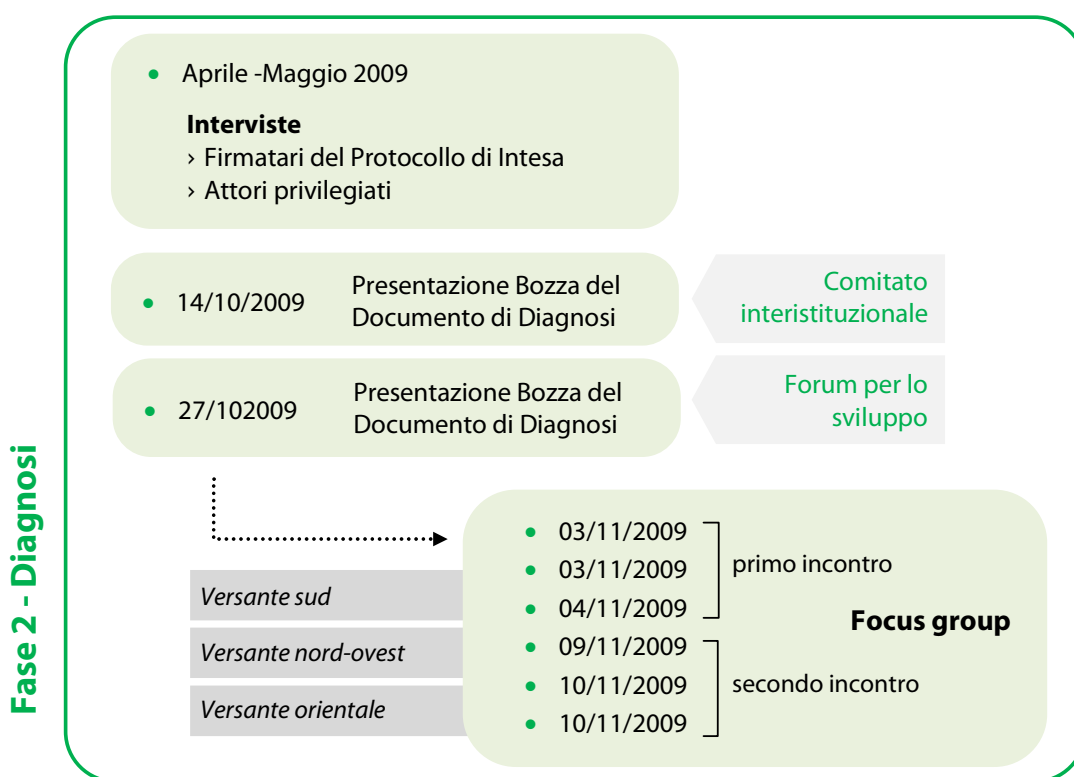 Fase 2 - Diagnosi
• Aprile -Maggio 2009
Interviste
› Firmatari del Protocollo di Intesa
› Attori privilegiati
• 14/10/2009
Presentazione Bozza del
Documento di Diagnosi
Comitato
interistituzionale
• 27/102009
Presentazione Bozza del
Documento di Diagnosi
Forum per lo
sviluppo
Versante sud
Versante nord-ovest
Versante orientale
• 03/11/2009
• 03/11/2009
• 04/11/2009
primo incontro
• 09/11/2009
• 10/11/2009
• 10/11/2009
secondo incontro
Focus group